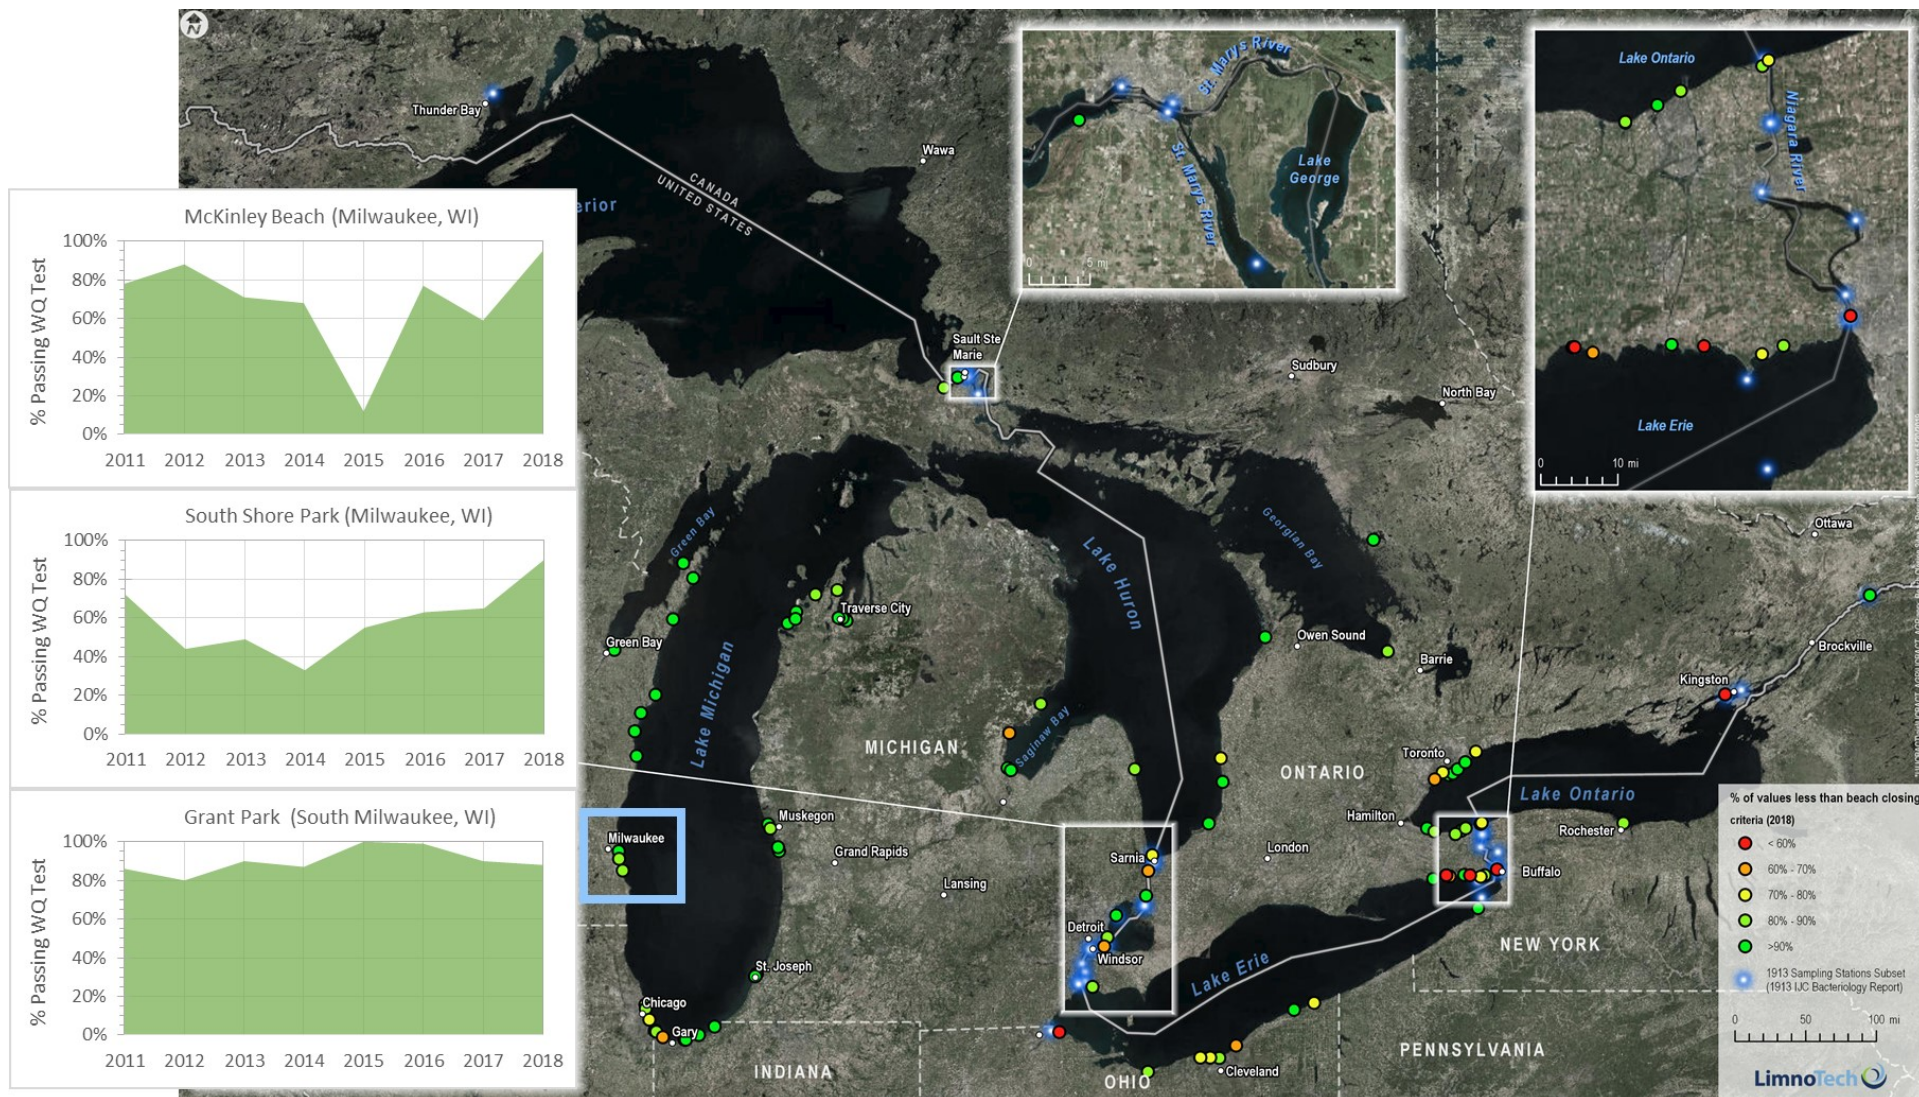 N
Thunder Bay
Wawa
CANADA
UNITED STATES
erior
McKinley Beach (Milwaukee, WI)
% Passing WQ Test
100%
80%
60%
40%
20%
0%
2011 2012 2013 2014 2015 2016 2017 2018
South Shore Park (Milwaukee, WI)
% Passing WQ Test
100%
80%
60%
40%
20%
0%
2011 2012 2013 2014 2015 2016 2017 2018
Grant Park (South Milwaukee, WI)
% Passing WQ Test
100%
80%
60%
40%
20%
0%
2011 2012 2013 2014 2015 2016 2017 2018
St. Marys River
St. Marys River
Lake
George
0 5 mi
Lake Ontario
Niagara River
Lake Erie
0 10 mi
Sault Ste
Marie
Sudbury
North Bay
Ottawa
Green Bay
Green Bay
Traverse City
Lake Michigan
Lake Huron
Georgian Bay
Owen Sound
Barrie
Brockville
Kingston
MICHIGAN
Saginaw Bay
ONTARIO
Toronto
Lake Ontario
Hamilton
Rochester
Milwaukee
Muskegon
Grand Rapids
Lansing
Sarnia
London
Buffalo
Detroit
Windsor
St. Joseph
Lake Erie
NEW YORK
Chicago
Gary
INDIANA
OHIO
Cleveland
PENNSYLVANIA
% of values less than beach closing
criteria (2018)
< 60%
60% - 70%
70% - 80%
80% - 90%
>90%
1913 Sampling Stations Subset
(1913 IJC Bacteriology Report)
0 50 100 mi
LimnoTech